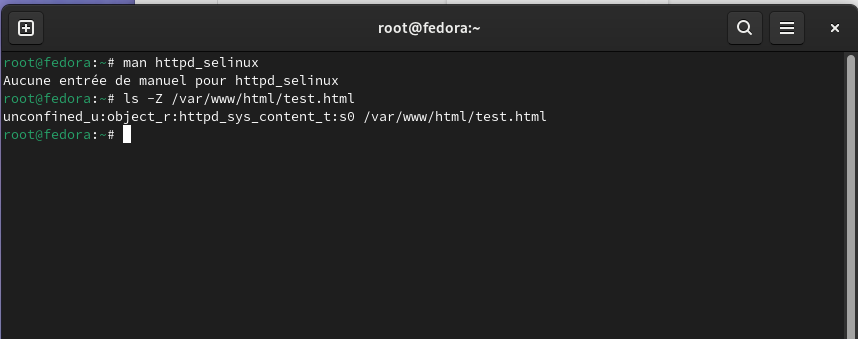 root@fedora:~
root@fedora:~# man httpd_selinux
Aucune entrée de manuel pour httpd_selinux
root@fedora:~# ls -Z /var/www/html/test.html
unconfined_u:object_r:httpd_sys_content_t:s0 /var/www/html/test.html
root@fedora:~#